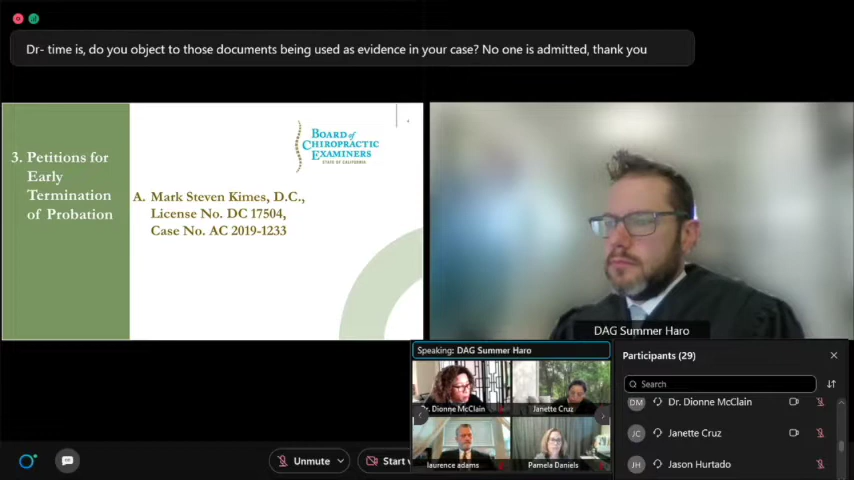 Dr- time is, do you object to those documents being used as evidence in your case? No one is admitted, thank you
3. Petitions for
Early
Termination
of Probation
BOARD of
CHIROPRACTIC
EXAMINERS
STATE OF CALIFORNIA
A. Mark Steven Kimes, D.C.,
License No. DC 17504,
Case No. AC 2019-1233
DAG Summer Haro
Speaking: DAG Summer Haro
Dr. Dionne McClain
Janette Cruz
laurence adams
Pamela Daniels
Participants (29)
Search
DM Dr. Dionne McClain
JC Janette Cruz
JH Jason Hurtado
Unmute
Start v